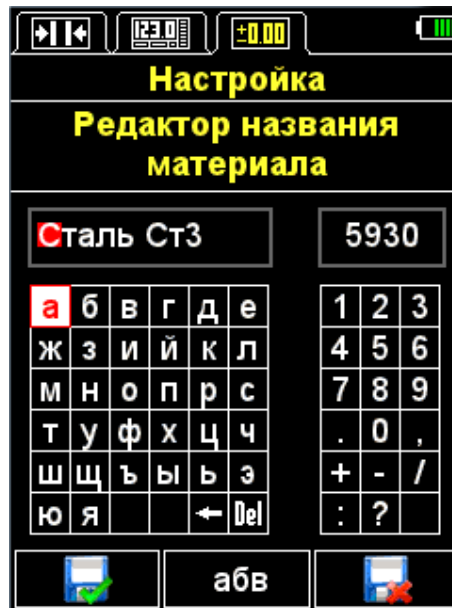 123.0 ±0.00
Настройка
Редактор названия
материала
Сталь Ст3 5930
а б в г д е 1 2 3
ж з и й к л 4 5 6
м н о п р с 7 8 9
т у ф х ц ч . 0 ,
ш щ ъ ы ь э + - /
ю я ← Del : ?
абв